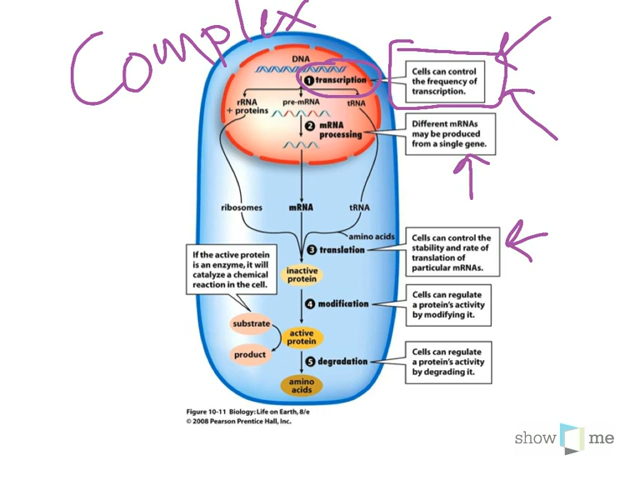 Complex
DNA
1 transcription
Cells can control
the frequency of
transcription.
rRNA
+ proteins
pre-mRNA
tRNA
2 mRNA
processing
Different mRNAs
may be produced
from a single gene.
ribosomes
mRNA
tRNA
amino acids
3 translation
Cells can control the
stability and rate of
translation of
particular mRNAs.
If the active protein
is an enzyme, it will
catalyze a chemical
reaction in the cell.
inactive
protein
4 modification
Cells can regulate
a protein's activity
by modifying it.
substrate
product
active
protein
5 degradation
Cells can regulate
a protein's activity
by degrading it.
amino
acids
Figure 10-11 Biology: Life on Earth, 8/e
© 2008 Pearson Prentice Hall, Inc.
show me